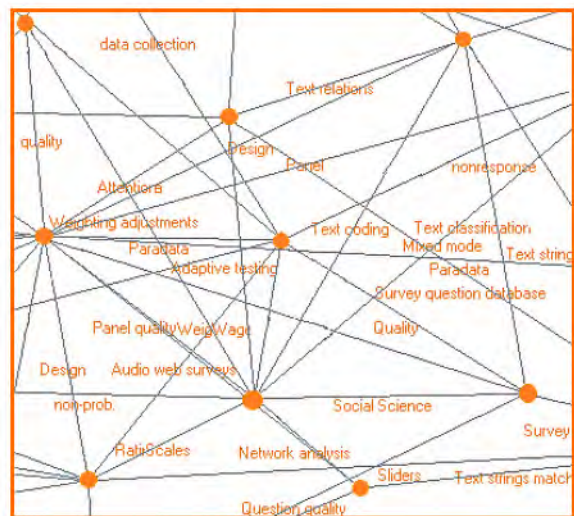 data collection
Text relations
quality
Design
Panel
nonresponse
Weighting adjustments
Text coding
Text classification
Paradata
Mixed mode
Text string
Adaptive testing
Paradata
Survey question database
Panel quality
Quality
Design
Audio web surveys
non-prob.
Social Science
Survey
Network analysis
Sliders
Text strings match
Question quality